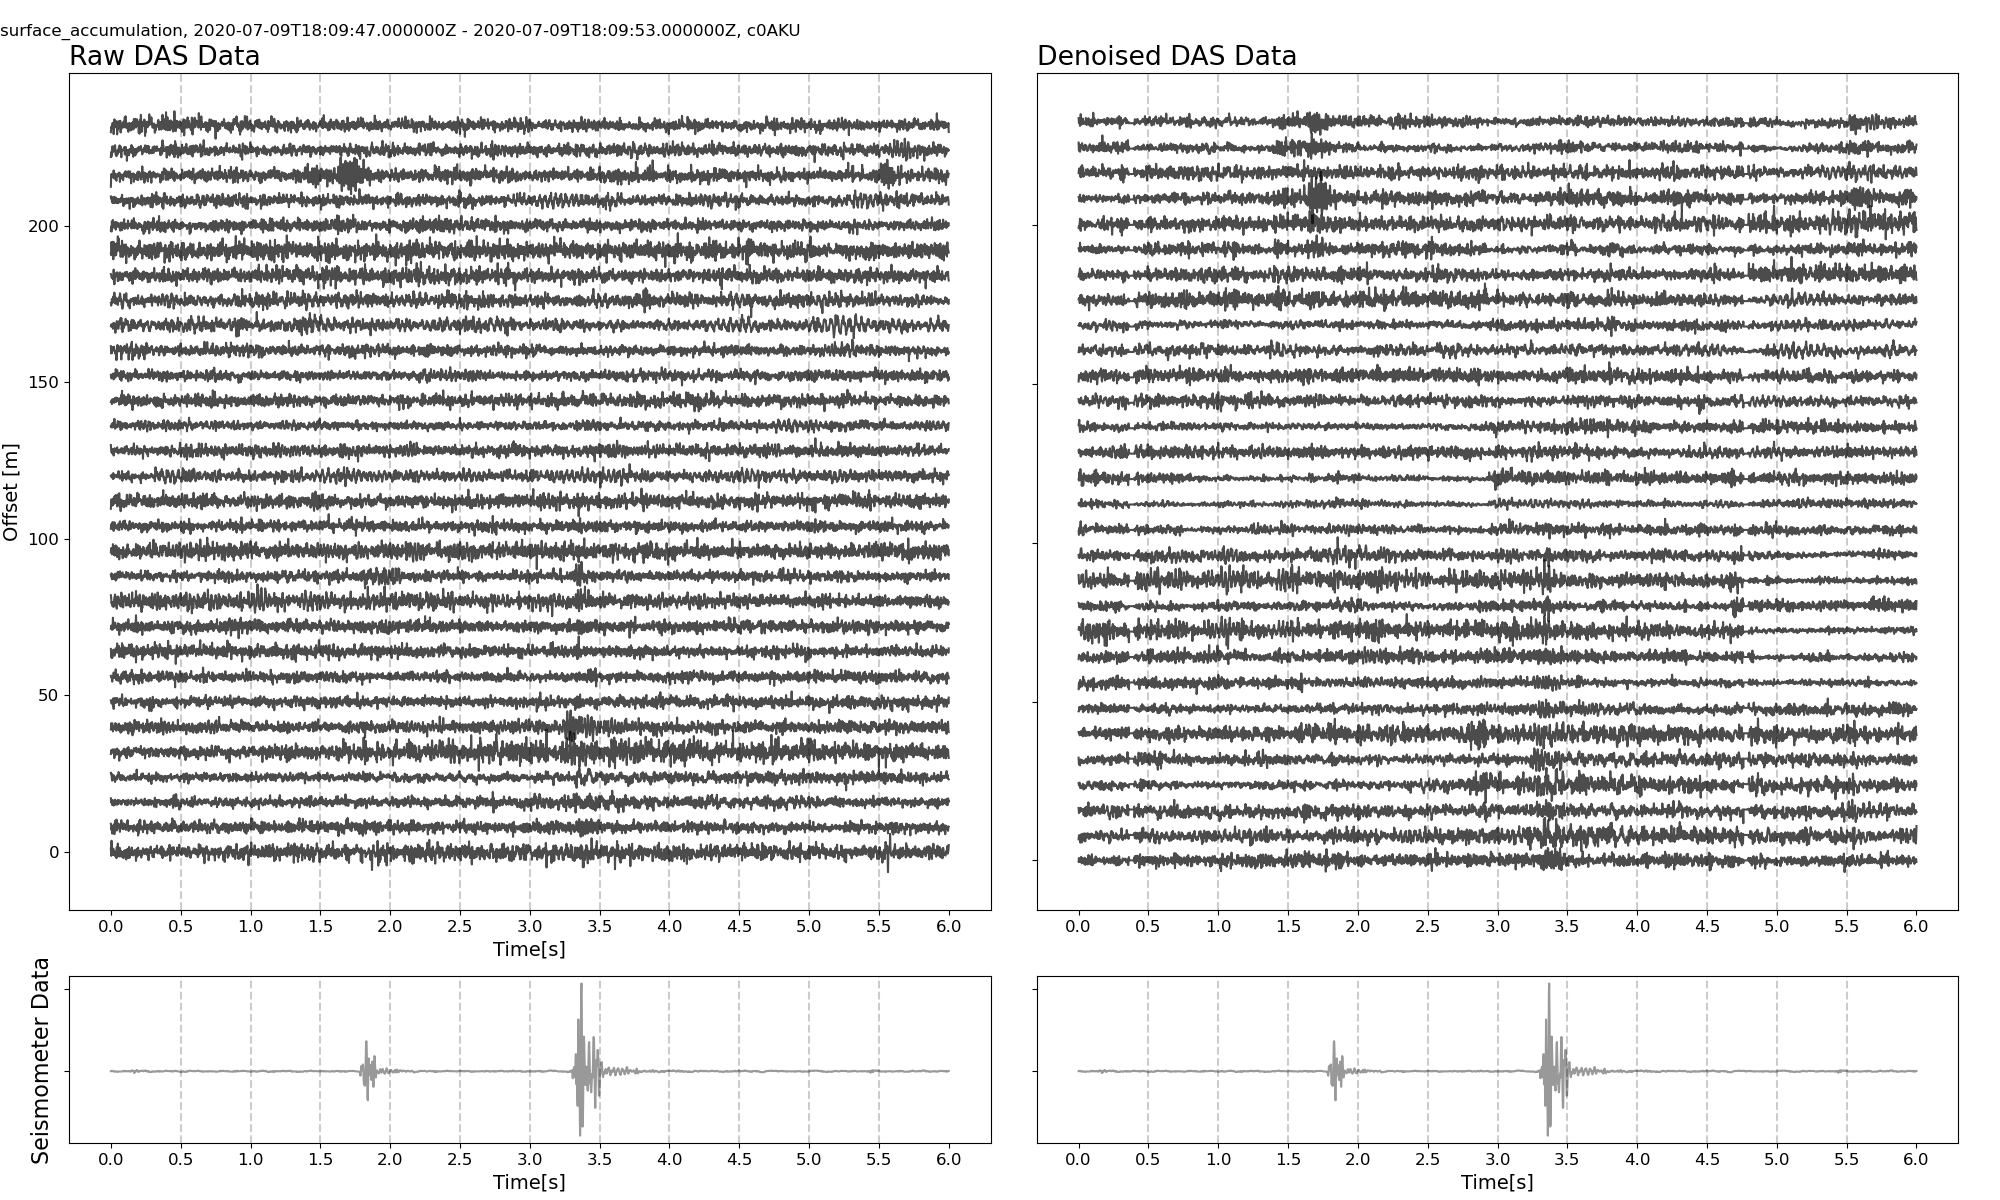 surface_accumulation, 2020-07-09T18:09:47.000000Z - 2020-07-09T18:09:53.000000Z, c0AKU
Raw DAS Data
Denoised DAS Data
Offset [m]
200
150
100
50
0
0.0 0.5 1.0 1.5 2.0 2.5 3.0 3.5 4.0 4.5 5.0 5.5 6.0
Time[s]
0.0 0.5 1.0 1.5 2.0 2.5 3.0 3.5 4.0 4.5 5.0 5.5 6.0
Seismometer Data
0.0 0.5 1.0 1.5 2.0 2.5 3.0 3.5 4.0 4.5 5.0 5.5 6.0
Time[s]
0.0 0.5 1.0 1.5 2.0 2.5 3.0 3.5 4.0 4.5 5.0 5.5 6.0
Time[s]